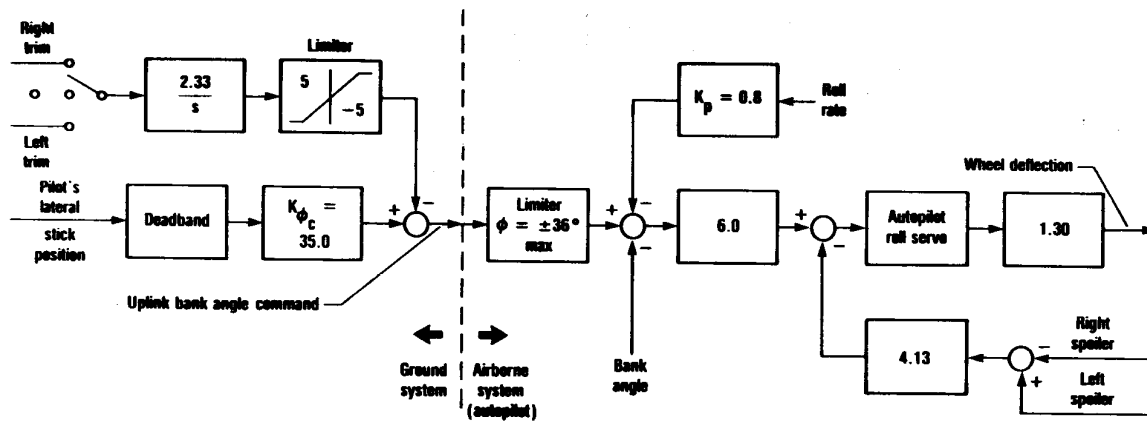 Right
trim
Left
trim
2.33
s
Limiter
5
−5
Pilot's
lateral
stick
position
Deadband
Kϕc =
35.0
+
−
Uplink bank angle command
Ground
system
Airborne
system
(autopilot)
Limiter
ϕ = ±36°
max
+
−
−
Kp = 0.8
Roll
rate
Bank
angle
6.0
+
−
Autopilot
roll servo
1.30
Wheel deflection
4.13
−
+
Right
spoiler
Left
spoiler